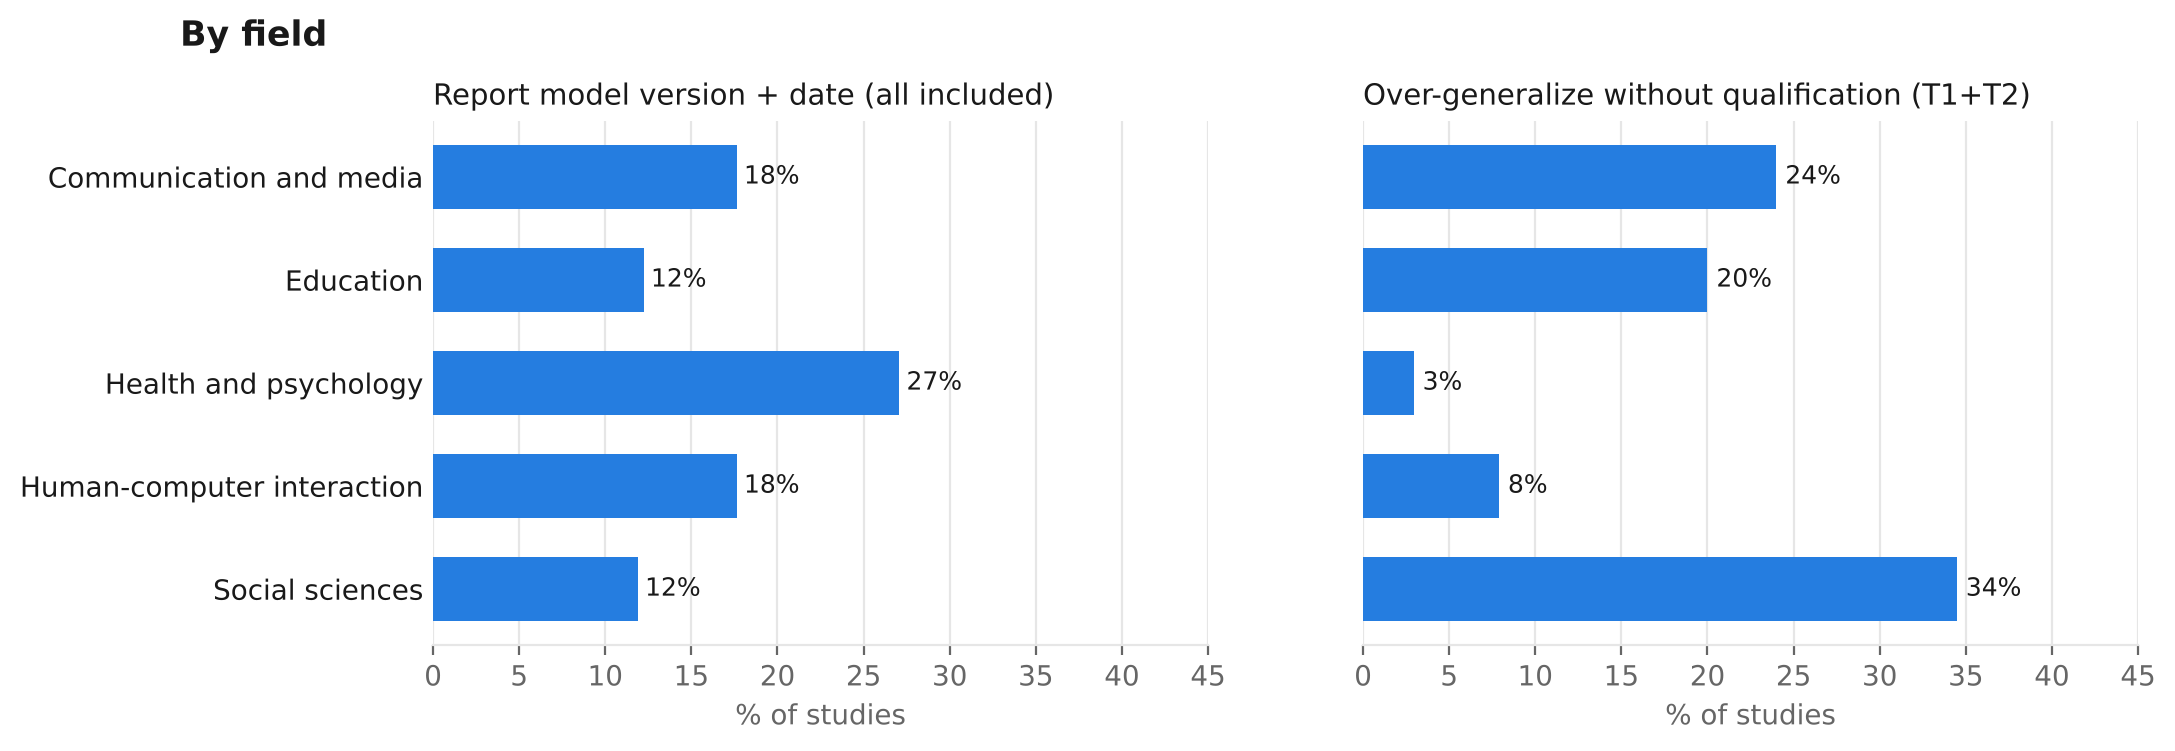 By field
Report model version + date (all included)
Over-generalize without qualification (T1+T2)
Communication and media
18%
24%
Education
12%
20%
Health and psychology
27%
3%
Human-computer interaction
18%
8%
Social sciences
12%
34%
0 5 10 15 20 25 30 35 40 45
0 5 10 15 20 25 30 35 40 45
% of studies
% of studies